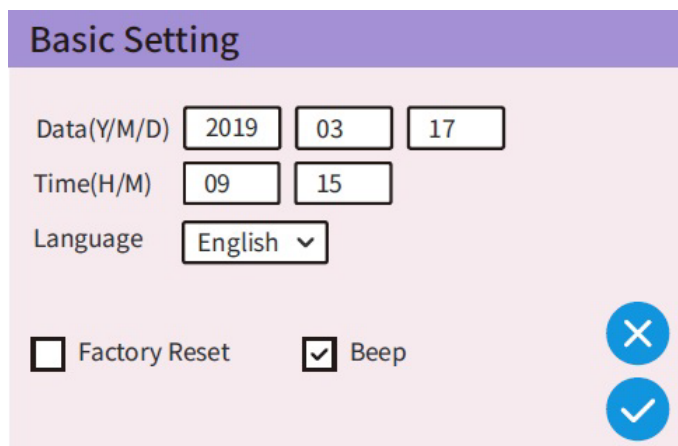 Basic Setting
Data(Y/M/D) 2019 03 17
Time(H/M) 09 15
Language English
Factory Reset Beep